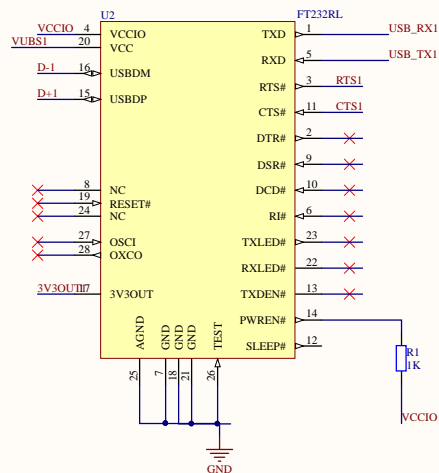 U2 FT232RL
VCCIO 4 VCCIO TXD 1 USB_RX1
VUBS1 20 VCC
D-1 16 USBDM RXD 5 USB_TX1
D+1 15 USBDP RTS# 3 RTS1
CTS# 11 CTS1
DTR# 2
DSR# 9
8 NC DCD# 10
19 RESET#
24 NC RI# 6
27 OSCI TXLED# 23
28 OXCO RXLED# 22
3V3OUT1 17 3V3OUT TXDEN# 13
PWREN# 14
SLEEP# 12
AGND GND GND GND TEST
25 7 18 21 26
R1
1K
VCCIO
GND